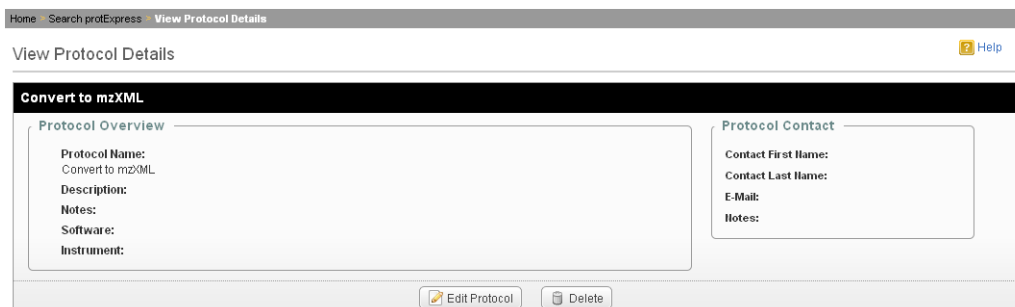 Home > Search protExpress > View Protocol Details
View Protocol Details
Help
Convert to mzXML
Protocol Overview
Protocol Name:
Convert to mzXML
Description:
Notes:
Software:
Instrument:
Protocol Contact
Contact First Name:
Contact Last Name:
E-Mail:
Notes:
Edit Protocol
Delete